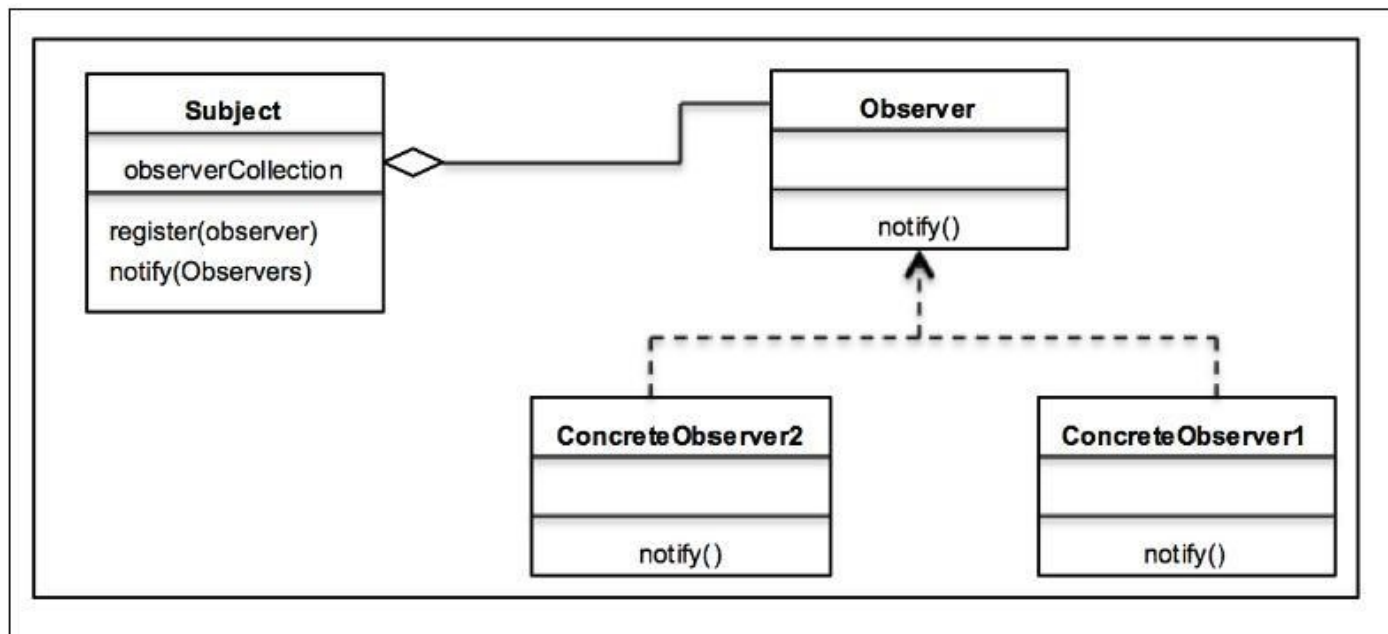 Subject
observerCollection
register(observer)
notify(Observers)
Observer
notify()
ConcreteObserver2
notify()
ConcreteObserver1
notify()